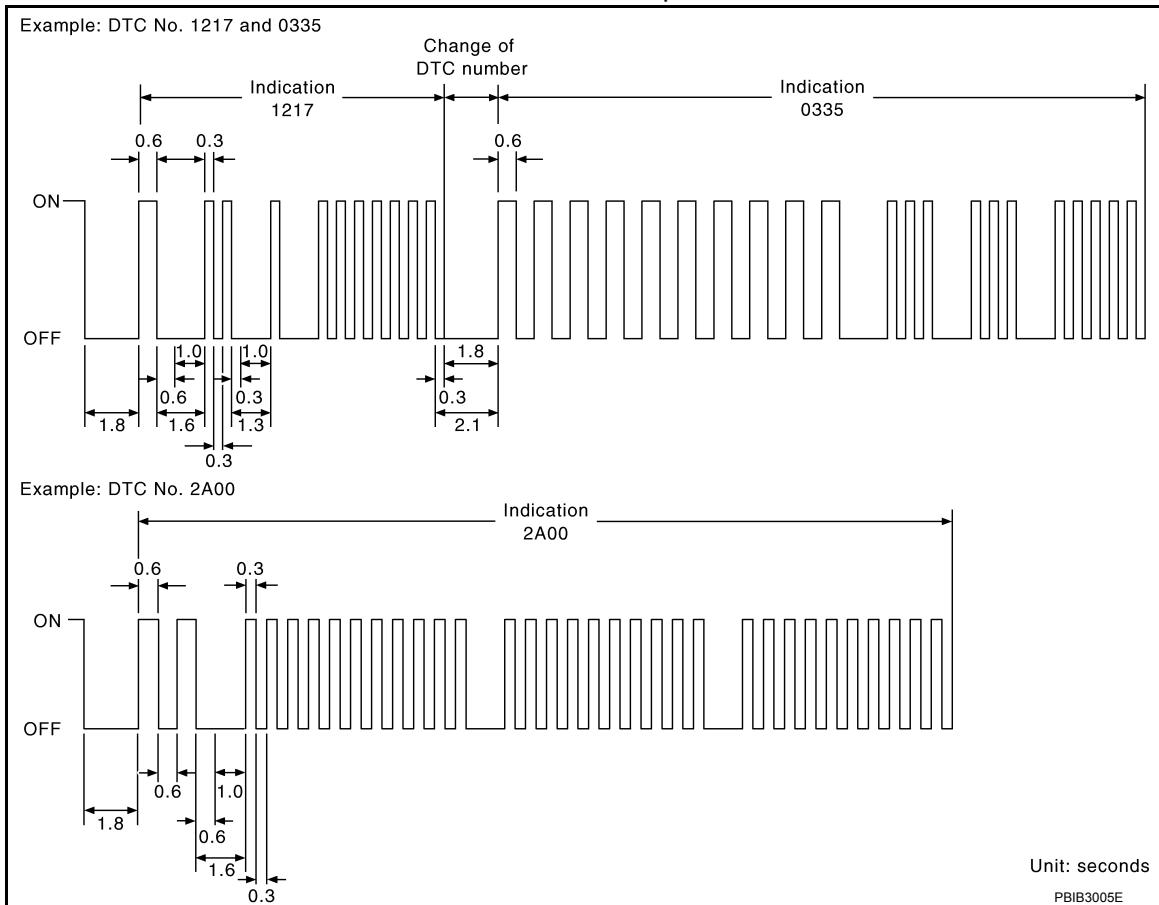 Example: DTC No. 1217 and 0335
Change of
DTC number
Indication
1217
Indication
0335
0.6
0.3
0.6
ON
OFF
1.0
1.0
1.8
0.6
0.3
0.3
1.8
1.6
1.3
2.1
0.3
Example: DTC No. 2A00
Indication
2A00
0.6
0.3
ON
OFF
0.6
1.0
1.8
0.6
1.6
0.3
Unit: seconds
PBIB3005E